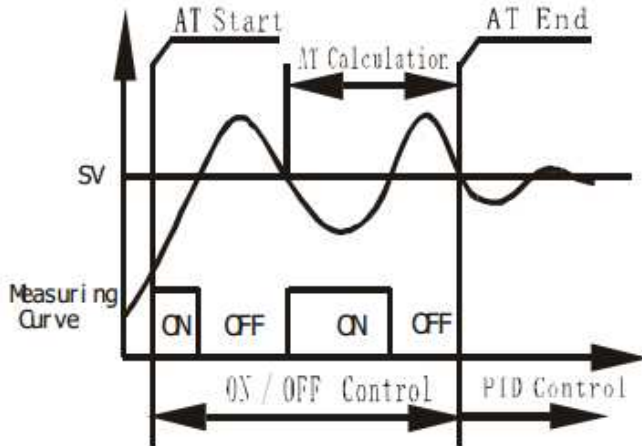 AT Start
AT End
AT Calculation
SV
Measuring
Curve
ON OFF ON OFF
ON / OFF Control
PID Control